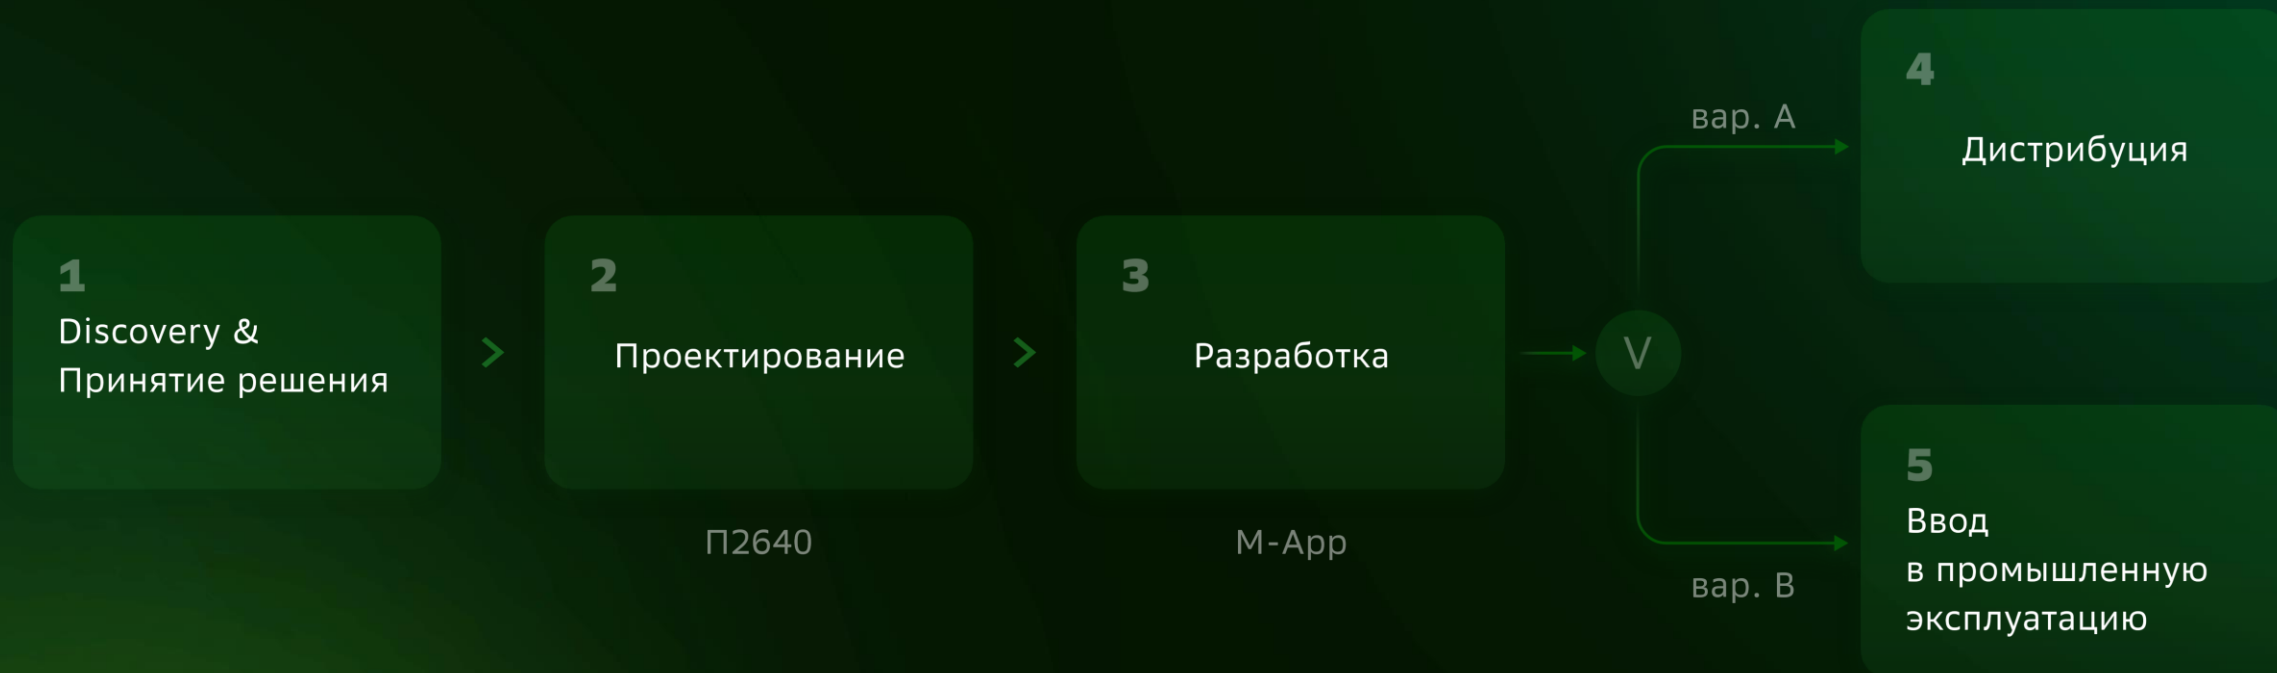 1
Discovery &
Принятие решения
2
Проектирование
П2640
3
Разработка
M-App
V
вар. A
4
Дистрибуция
вар. B
5
Ввод
в промышленную
эксплуатацию